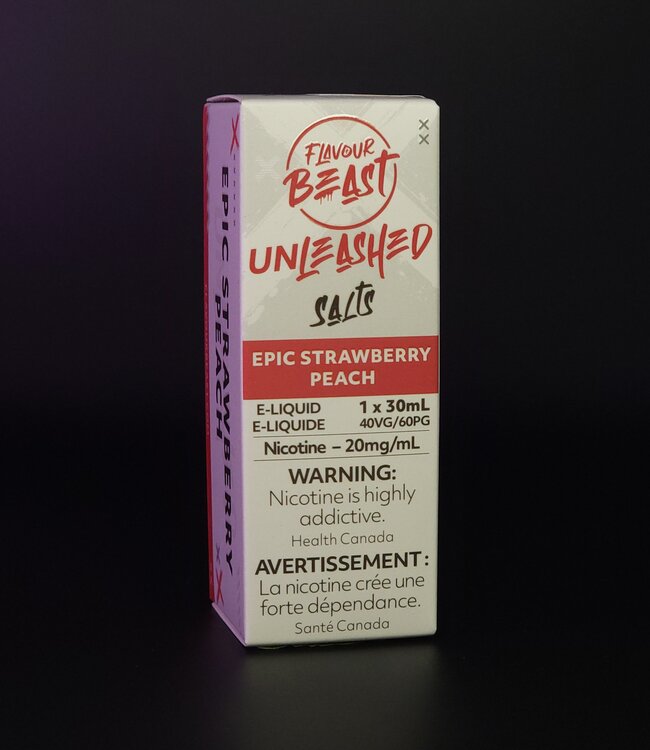 FLAVOUR
BEAST
UNLEASHED
SALTS
EPIC STRAWBERRY
PEACH
E-LIQUID 1 x 30mL
E-LIQUIDE 40VG/60PG
Nicotine – 20mg/mL
WARNING:
Nicotine is highly
addictive.
Health Canada
AVERTISSEMENT :
La nicotine crée une
forte dépendance.
Santé Canada
EPIC STRAWBERRY
PEACH